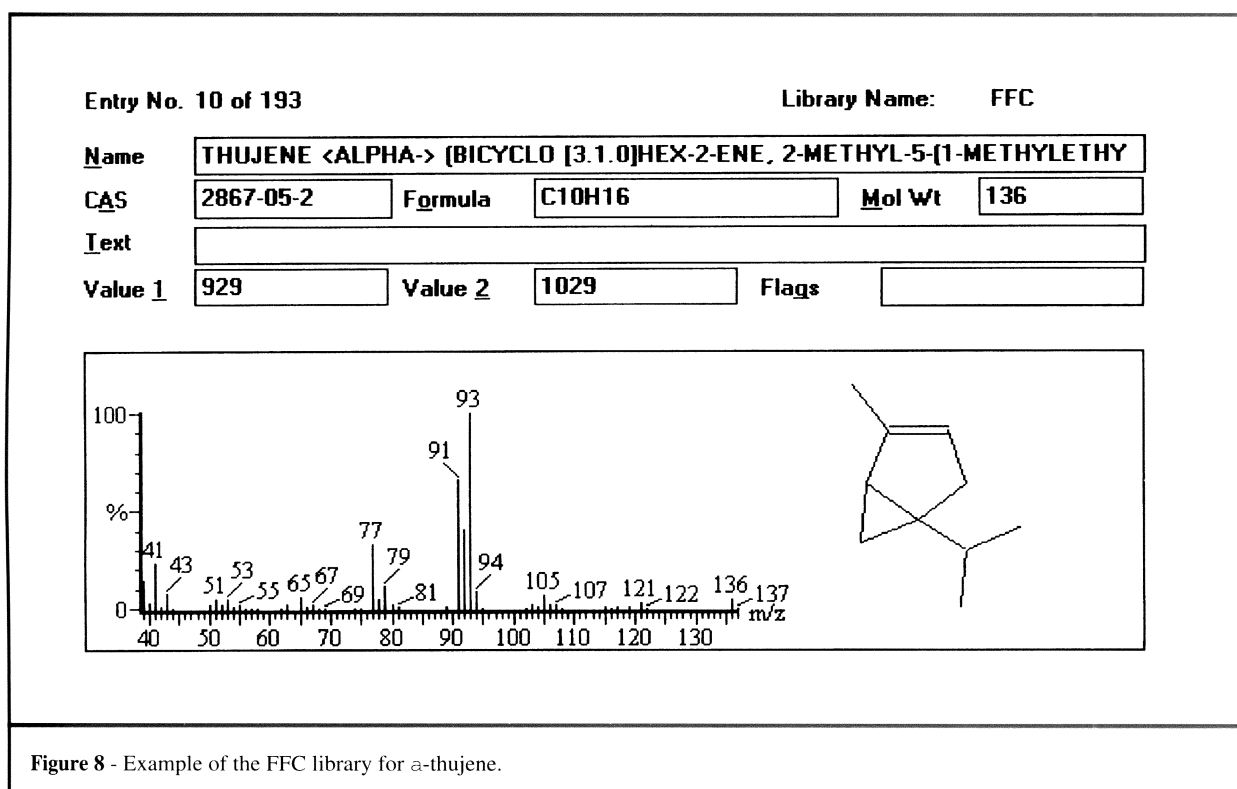 Entry No. 10 of 193 Library Name: FFC
Name THUJENE <ALPHA-> (BICYCLO [3.1.0]HEX-2-ENE, 2-METHYL-5-(1-METHYLETHY
CAS 2867-05-2 Formula C10H16 Mol Wt 136
Text
Value 1 929 Value 2 1029 Flags
100
%
0
41
43
51
53
55
65
67
69
77
79
81
91
93
94
105
107
121
122
136
137
m/z
40 50 60 70 80 90 100 110 120 130
Figure 8 - Example of the FFC library for a-thujene.